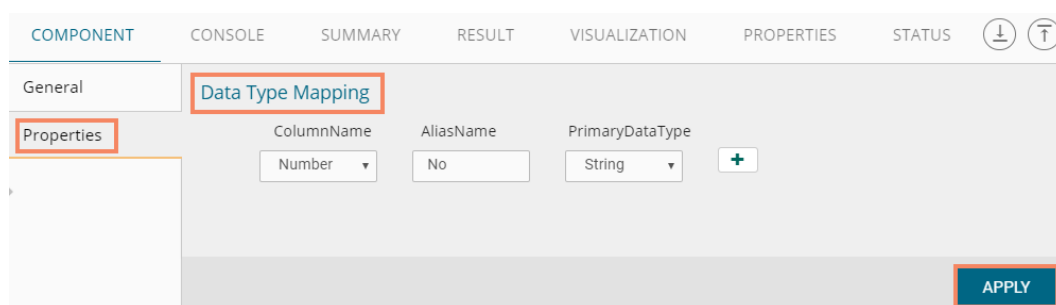 COMPONENT CONSOLE SUMMARY RESULT VISUALIZATION PROPERTIES STATUS
General
Data Type Mapping
Properties
ColumnName AliasName PrimaryDataType
Number No String
APPLY